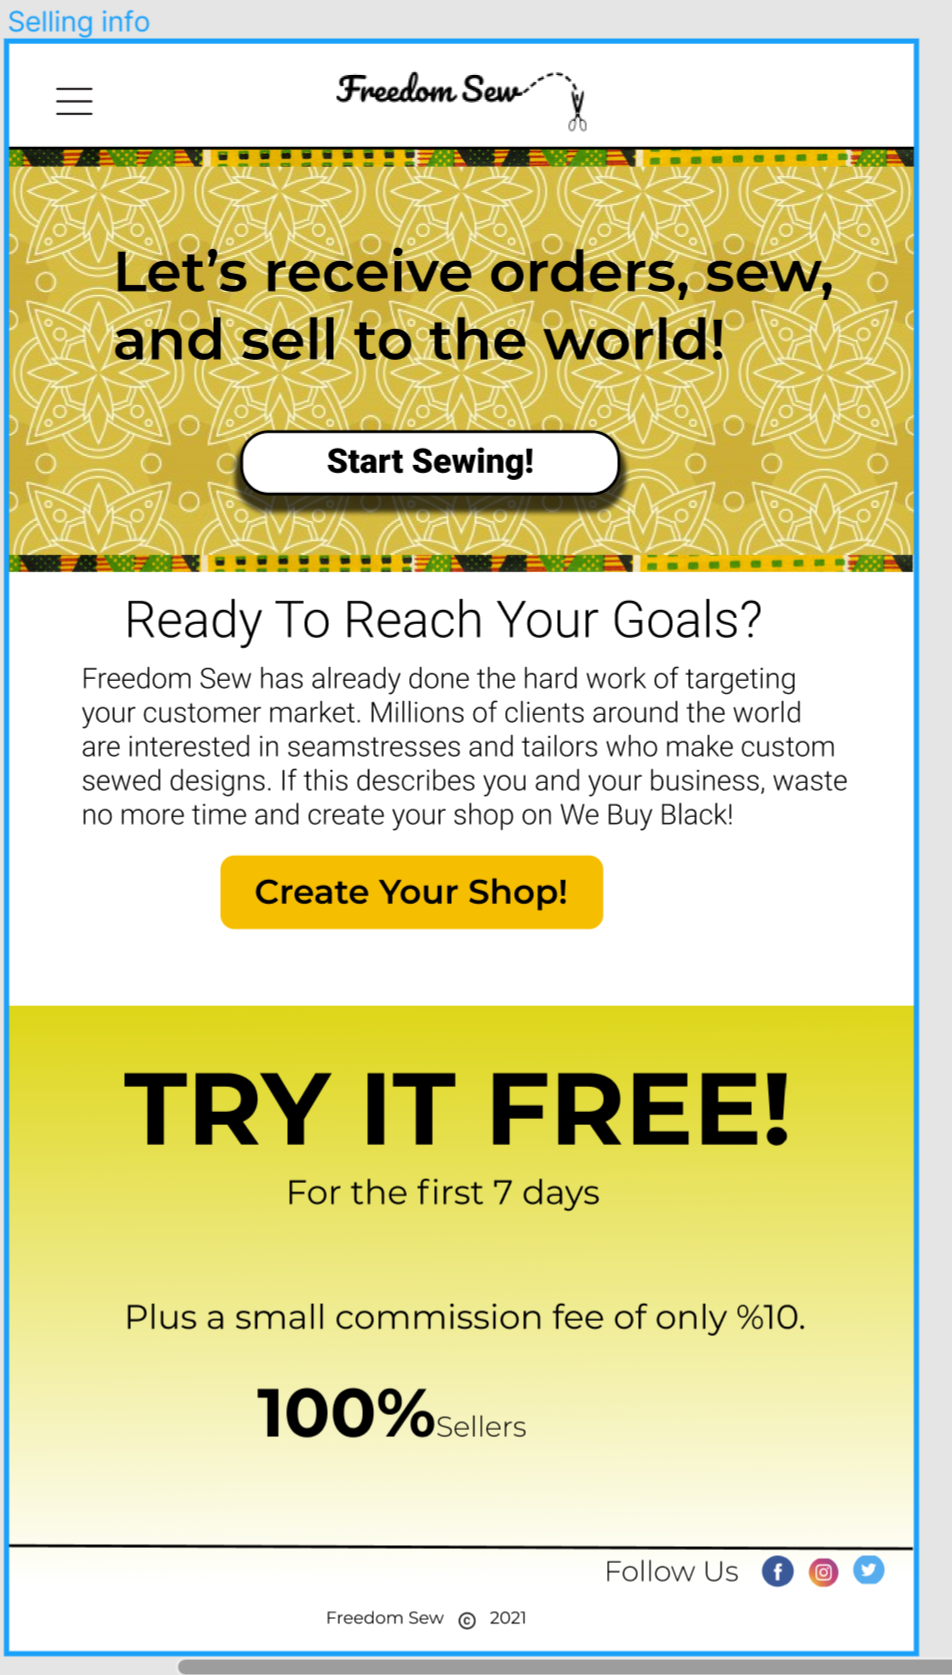 Selling info
Freedom Sew
Let's receive orders, sew,
and sell to the world!
Start Sewing!
Ready To Reach Your Goals?
Freedom Sew has already done the hard work of targeting
your customer market. Millions of clients around the world
are interested in seamstresses and tailors who make custom
sewed designs. If this describes you and your business, waste
no more time and create your shop on We Buy Black!
Create Your Shop!
TRY IT FREE!
For the first 7 days
Plus a small commission fee of only %10.
100% Sellers
Follow Us
Freedom Sew © 2021